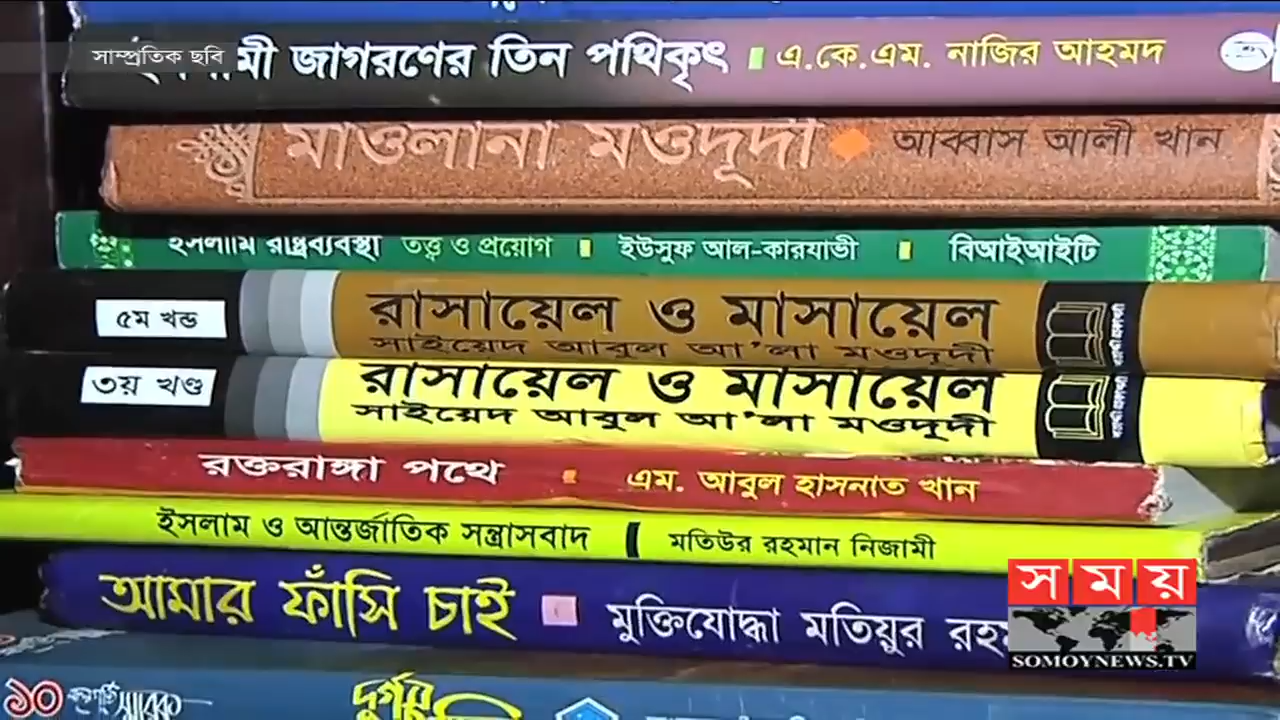 সাম্প্রতিক ছবি
জাগরণের তিন পথিকৃৎ এ.কে.এম. নাজির আহমদ
মাওলানা মওদূদী আব্বাস আলী খান
ইসলামি রাষ্ট্রব্যবস্থা তত্ত্ব ও প্রয়োগ ইউসুফ আল-কারযাভী বিআইআইটি
৫ম খন্ড রাসায়েল ও মাসায়েল
সাইয়েদ আবুল আ'লা মওদূদী
৩য় খণ্ড রাসায়েল ও মাসায়েল
সাইয়েদ আবুল আ'লা মওদূদী
রক্তরাঙ্গা পথে এম. আবুল হাসনাত খান
ইসলাম ও আন্তর্জাতিক সন্ত্রাসবাদ মতিউর রহমান নিজামী
আমার ফাঁসি চাই মুক্তিযোদ্ধা মতিয়ুর
সময়
SOMOYNEWS.TV
১০